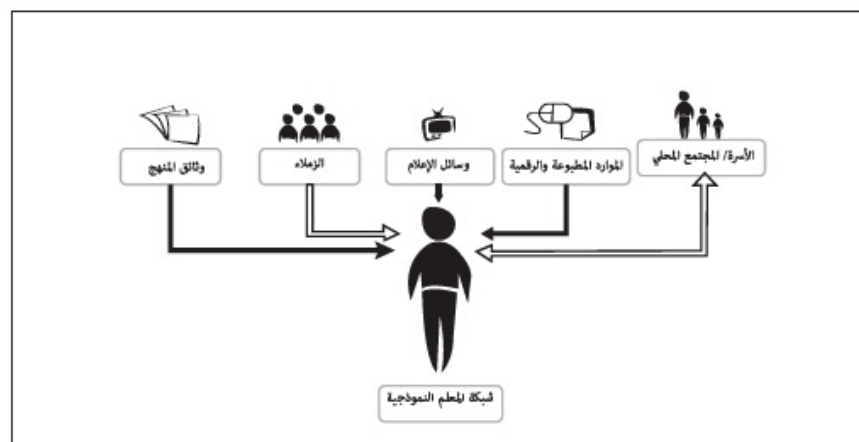 الأسرة/ المجتمع المحلي
الموارد المطبوعة والرقمية
وسائل الإعلام
الزملاء
وثائق المنهج
شبكة المعلم النموذجية